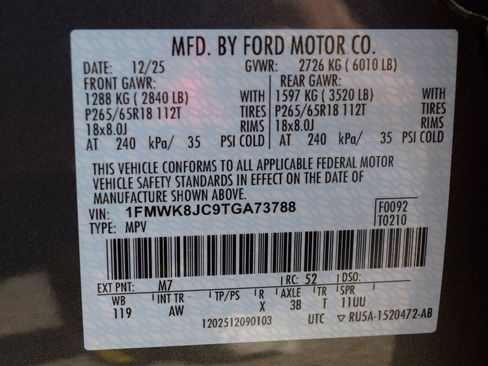 MFD. BY FORD MOTOR CO.
DATE: 12/25 GVWR: 2726 KG ( 6010 LB)
FRONT GAWR: REAR GAWR:
1288 KG ( 2840 LB) WITH 1597 KG ( 3520 LB) WITH
P265/65R18 112T TIRES P265/65R18 112T TIRES
18x8.0J RIMS 18x8.0J RIMS
AT 240 kPa/ 35 PSI COLD AT 240 kPa/ 35 PSI COLD
THIS VEHICLE CONFORMS TO ALL APPLICABLE FEDERAL MOTOR
VEHICLE SAFETY STANDARDS IN EFFECT ON THE DATE OF
MANUFACTURE SHOWN ABOVE.
VIN: 1FMWK8JC9TGA73788 F0092
TYPE: MPV T0210
EXT PNT: M7 RC: 52 DSO:
WB INT TR TP/PS R AXLE TR SPR
119 AW X 3B T 11UU
1202512090103 UTC ▽ RU5A-1520472-AB